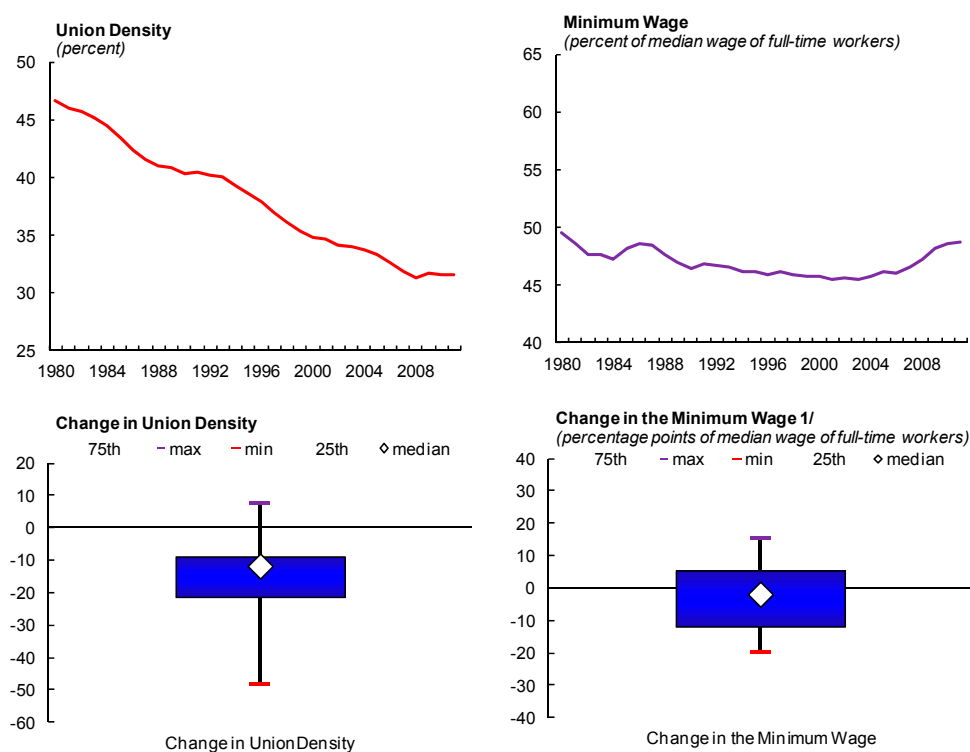 Union Density
(percent)
50
45
40
35
30
25
1980 1984 1988 1992 1996 2000 2004 2008
Minimum Wage
(percent of median wage of full-time workers)
65
60
55
50
45
40
1980 1984 1988 1992 1996 2000 2004 2008
Change in Union Density
75th max min 25th median
20
10
0
-10
-20
-30
-40
-50
-60
Change in UnionDensity
Change in the Minimum Wage 1/
(percentage points of median wage of full-time workers)
75th max min 25th median
40
30
20
10
0
-10
-20
-30
-40
Change in the Minimum Wage